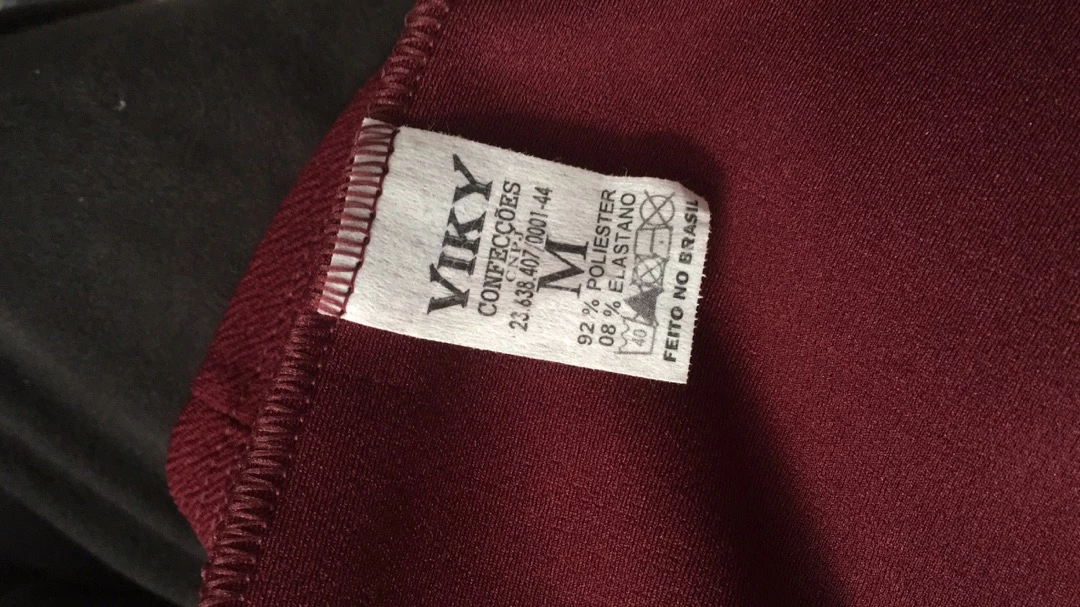 VIKY
CONFECÇÕES
CNPJ
23.638.407/0001-44
M
92 % POLIESTER
08 % ELASTANO
40
FEITO NO BRASIL